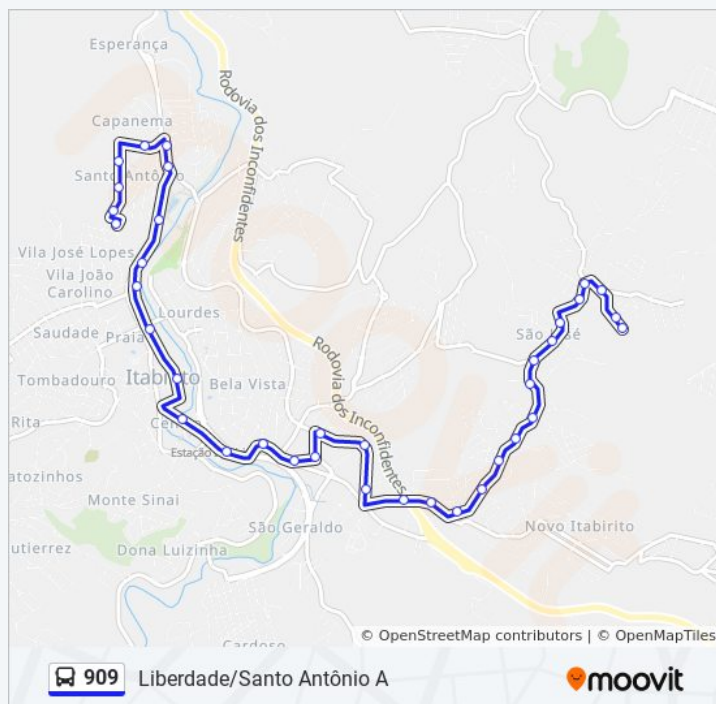 Esperança
Rodovia dos Inconfidentes
Capanema
Santo Antônio
Vila José Lopes
Vila João
Carolino
Lourdes
Saudade
Praia
Rodovia dos Inconfidentes
São José
Tombadouro
Itabirito
Bela Vista
Rita
Centro
Estação
atozinhos
Monte Sinai
São Geraldo
Novo Itabirito
utierrez
Dona Luizinha
Cardoso
© OpenStreetMap contributors | © OpenMapTiles
909 Liberdade/Santo Antônio A
moovit